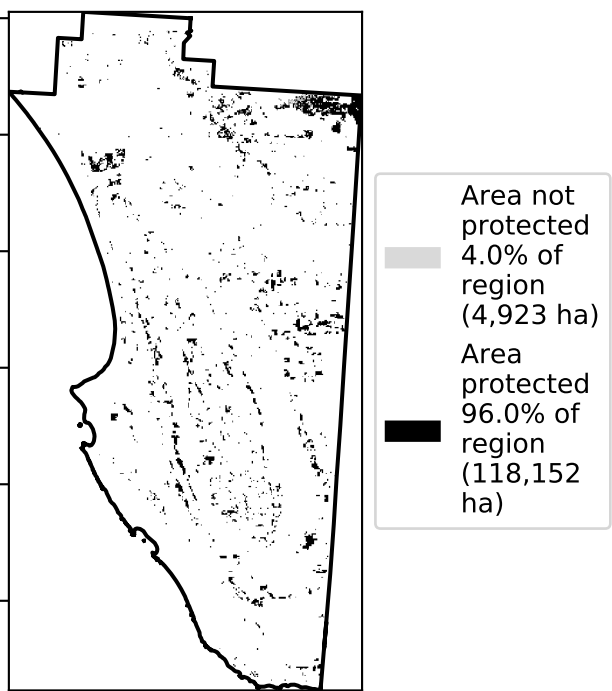 Area not
protected
4.0% of
region
(4,923 ha)
Area
protected
96.0% of
region
(118,152
ha)